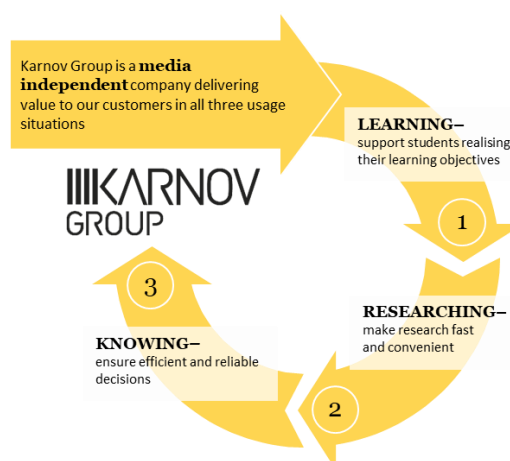 Karnov Group is a media
independent company delivering
value to our customers in all three usage
situations
LEARNING–
support students realising
their learning objectives
KARNOV
GROUP
1
3
RESEARCHING–
make research fast
and convenient
KNOWING–
ensure efficient and reliable
decisions
2